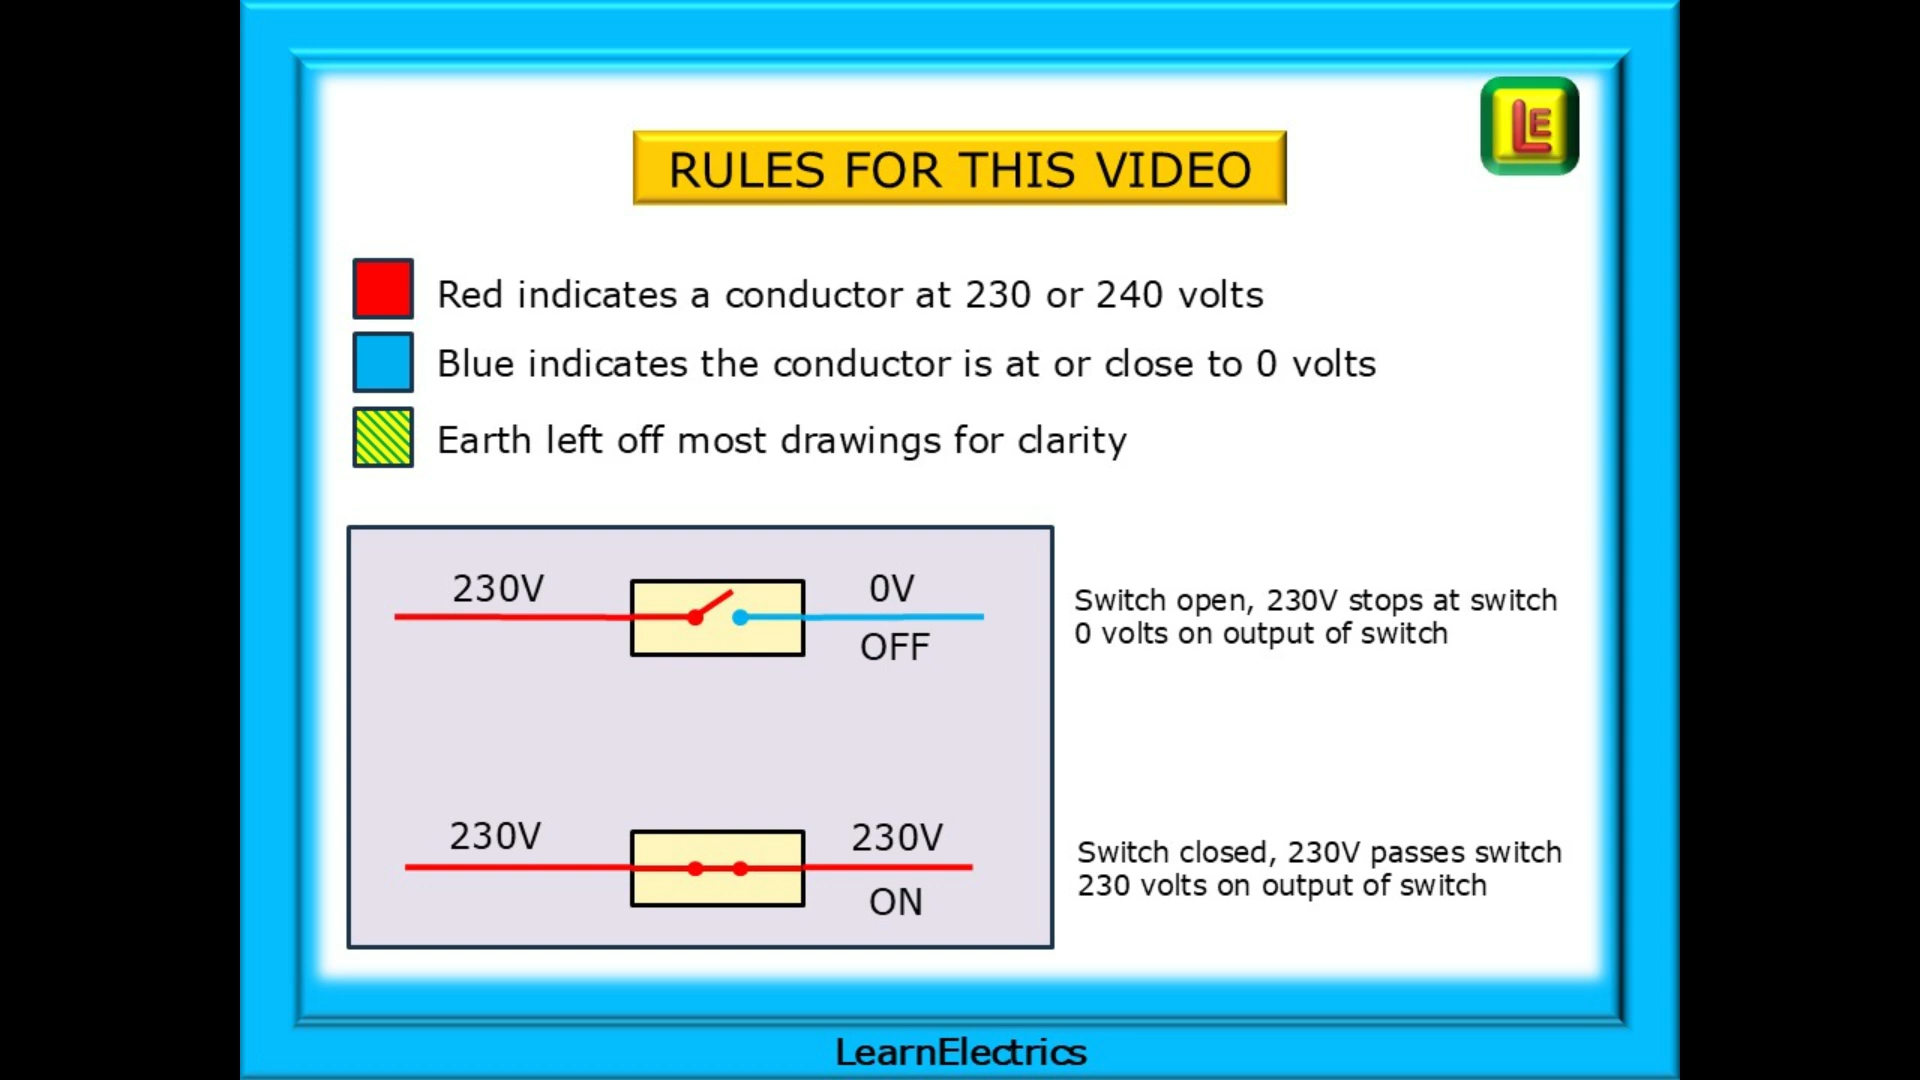 LE
RULES FOR THIS VIDEO
Red indicates a conductor at 230 or 240 volts
Blue indicates the conductor is at or close to 0 volts
Earth left off most drawings for clarity
230V
0V
OFF
Switch open, 230V stops at switch
0 volts on output of switch
230V
230V
ON
Switch closed, 230V passes switch
230 volts on output of switch
LearnElectrics